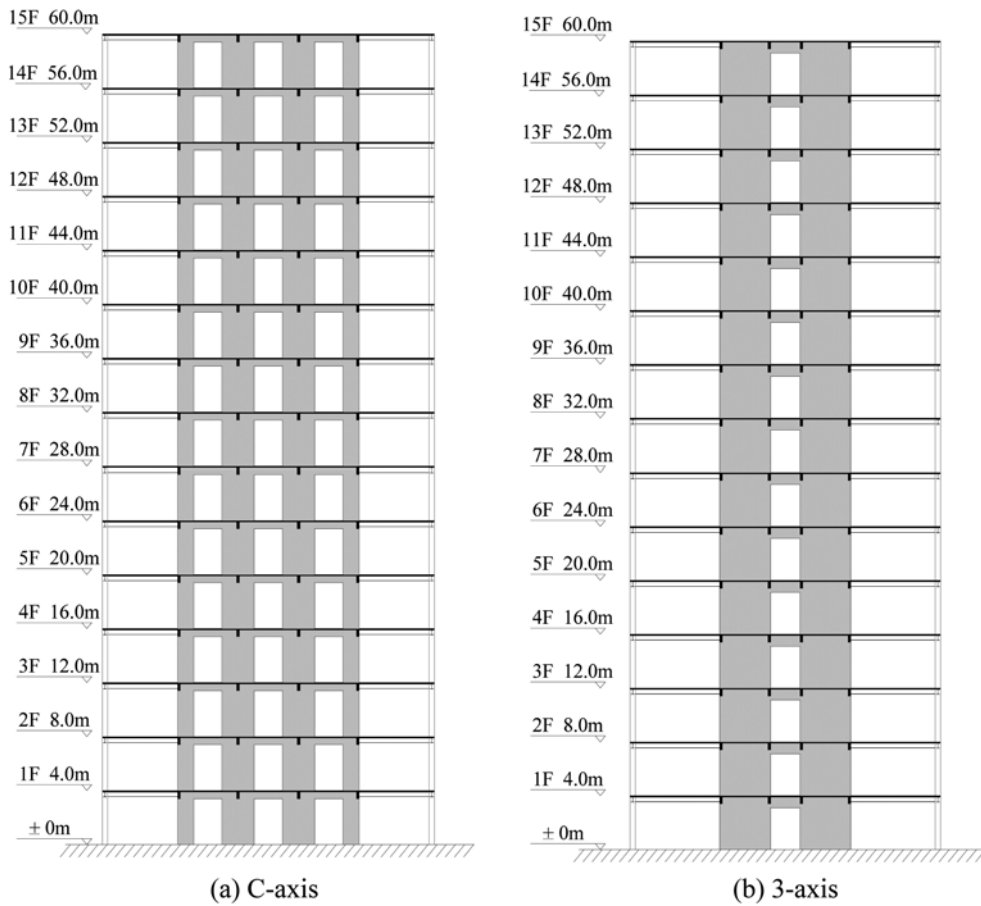 15F 60.0m
14F 56.0m
13F 52.0m
12F 48.0m
11F 44.0m
10F 40.0m
9F 36.0m
8F 32.0m
7F 28.0m
6F 24.0m
5F 20.0m
4F 16.0m
3F 12.0m
2F 8.0m
1F 4.0m
± 0m
(a) C-axis
15F 60.0m
14F 56.0m
13F 52.0m
12F 48.0m
11F 44.0m
10F 40.0m
9F 36.0m
8F 32.0m
7F 28.0m
6F 24.0m
5F 20.0m
4F 16.0m
3F 12.0m
2F 8.0m
1F 4.0m
± 0m
(b) 3-axis